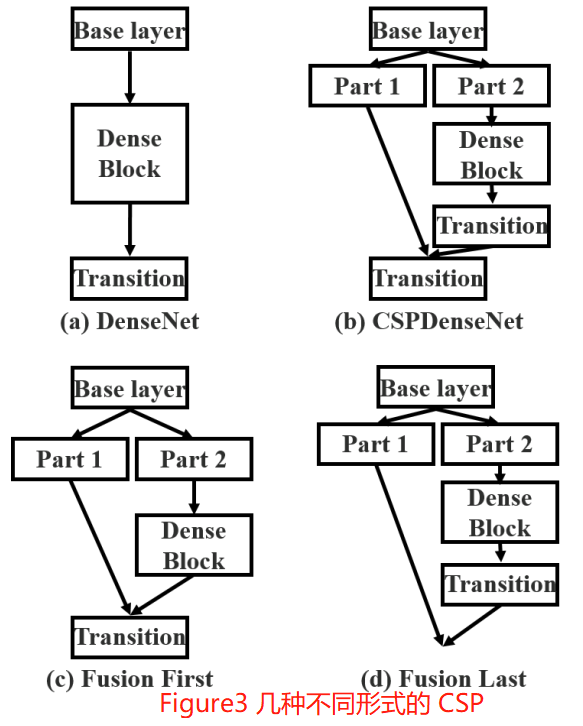 Base layer
Dense
Block
Transition
(a) DenseNet
Base layer
Part 1
Part 2
Dense
Block
Transition
Transition
(b) CSPDenseNet
Base layer
Part 1
Part 2
Dense
Block
Transition
(c) Fusion First
Base layer
Part 1
Part 2
Dense
Block
Transition
(d) Fusion Last
Figure3 几种不同形式的 CSP